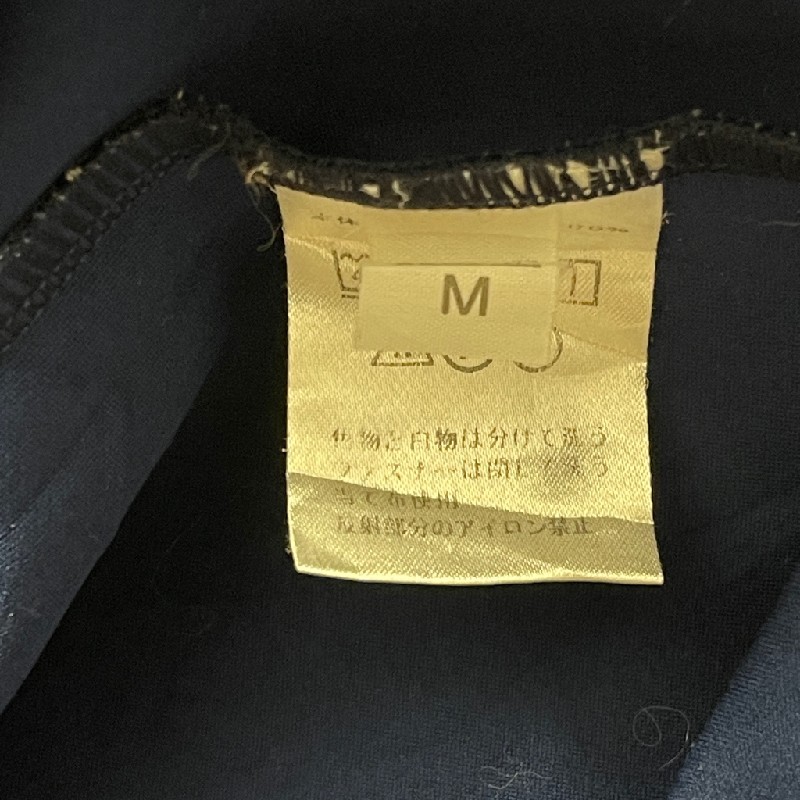 M
物と白物は分けて洗う
ファスナーは閉じて洗う
当て布使用
反射部分のアイロン禁止